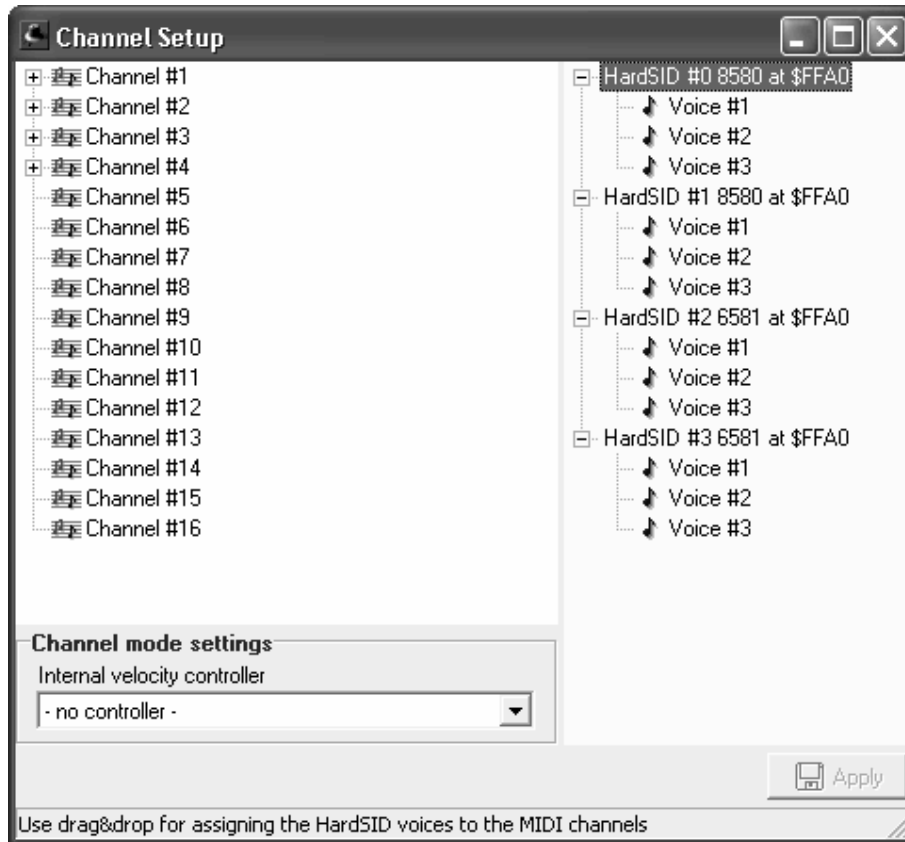 Channel Setup
Channel #1
Channel #2
Channel #3
Channel #4
Channel #5
Channel #6
Channel #7
Channel #8
Channel #9
Channel #10
Channel #11
Channel #12
Channel #13
Channel #14
Channel #15
Channel #16
HardSID #0 8580 at $FFA0
Voice #1
Voice #2
Voice #3
HardSID #1 8580 at $FFA0
Voice #1
Voice #2
Voice #3
HardSID #2 6581 at $FFA0
Voice #1
Voice #2
Voice #3
HardSID #3 6581 at $FFA0
Voice #1
Voice #2
Voice #3
Channel mode settings
Internal velocity controller
- no controller -
Apply
Use drag&drop for assigning the HardSID voices to the MIDI channels